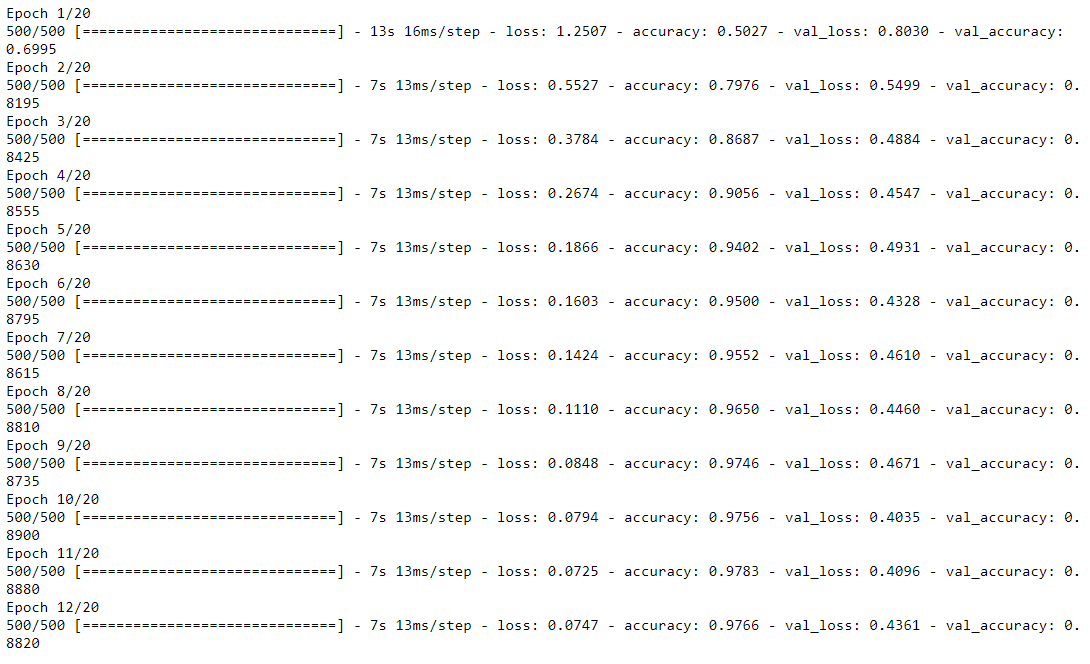 Epoch 1/20
500/500 [==============================] - 13s 16ms/step - loss: 1.2507 - accuracy: 0.5027 - val_loss: 0.8030 - val_accuracy:
0.6995
Epoch 2/20
500/500 [==============================] - 7s 13ms/step - loss: 0.5527 - accuracy: 0.7976 - val_loss: 0.5499 - val_accuracy: 0.
8195
Epoch 3/20
500/500 [==============================] - 7s 13ms/step - loss: 0.3784 - accuracy: 0.8687 - val_loss: 0.4884 - val_accuracy: 0.
8425
Epoch 4/20
500/500 [==============================] - 7s 13ms/step - loss: 0.2674 - accuracy: 0.9056 - val_loss: 0.4547 - val_accuracy: 0.
8555
Epoch 5/20
500/500 [==============================] - 7s 13ms/step - loss: 0.1866 - accuracy: 0.9402 - val_loss: 0.4931 - val_accuracy: 0.
8630
Epoch 6/20
500/500 [==============================] - 7s 13ms/step - loss: 0.1603 - accuracy: 0.9500 - val_loss: 0.4328 - val_accuracy: 0.
8795
Epoch 7/20
500/500 [==============================] - 7s 13ms/step - loss: 0.1424 - accuracy: 0.9552 - val_loss: 0.4610 - val_accuracy: 0.
8615
Epoch 8/20
500/500 [==============================] - 7s 13ms/step - loss: 0.1110 - accuracy: 0.9650 - val_loss: 0.4460 - val_accuracy: 0.
8810
Epoch 9/20
500/500 [==============================] - 7s 13ms/step - loss: 0.0848 - accuracy: 0.9746 - val_loss: 0.4671 - val_accuracy: 0.
8735
Epoch 10/20
500/500 [==============================] - 7s 13ms/step - loss: 0.0794 - accuracy: 0.9756 - val_loss: 0.4035 - val_accuracy: 0.
8900
Epoch 11/20
500/500 [==============================] - 7s 13ms/step - loss: 0.0725 - accuracy: 0.9783 - val_loss: 0.4096 - val_accuracy: 0.
8880
Epoch 12/20
500/500 [==============================] - 7s 13ms/step - loss: 0.0747 - accuracy: 0.9766 - val_loss: 0.4361 - val_accuracy: 0.
8820